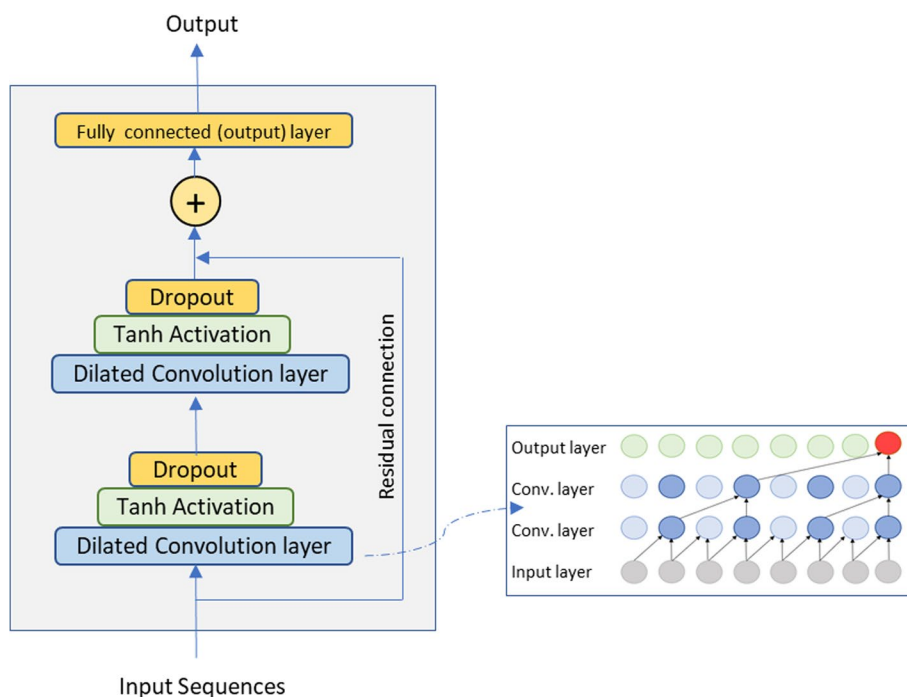 Output
Fully connected (output) layer
+
Dropout
Tanh Activation
Dilated Convolution layer
Residual connection
Dropout
Tanh Activation
Dilated Convolution layer
Input Sequences
Output layer
Conv. layer
Conv. layer
Input layer